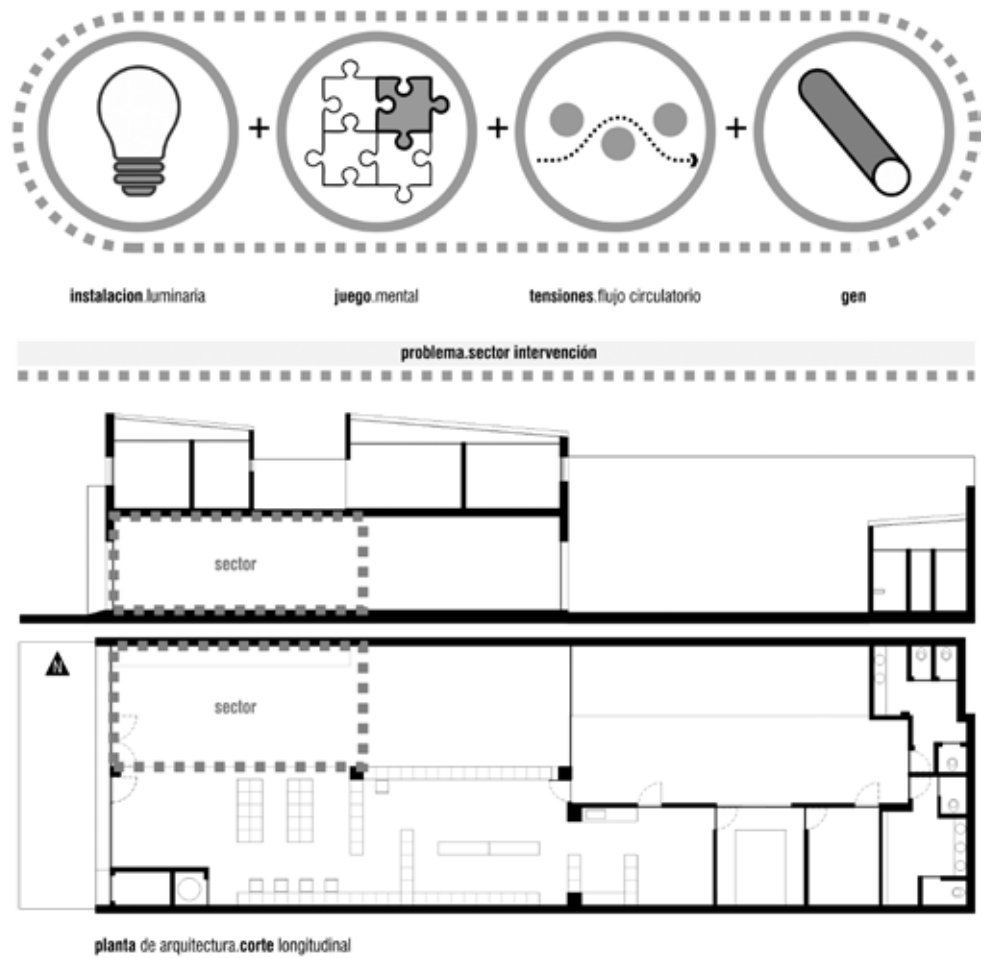 instalacion.luminaria
juego.mental
tensiones.flujo circulatorio
gen
problema.sector intervención
sector
N
sector
planta de arquitectura.corte longitudinal